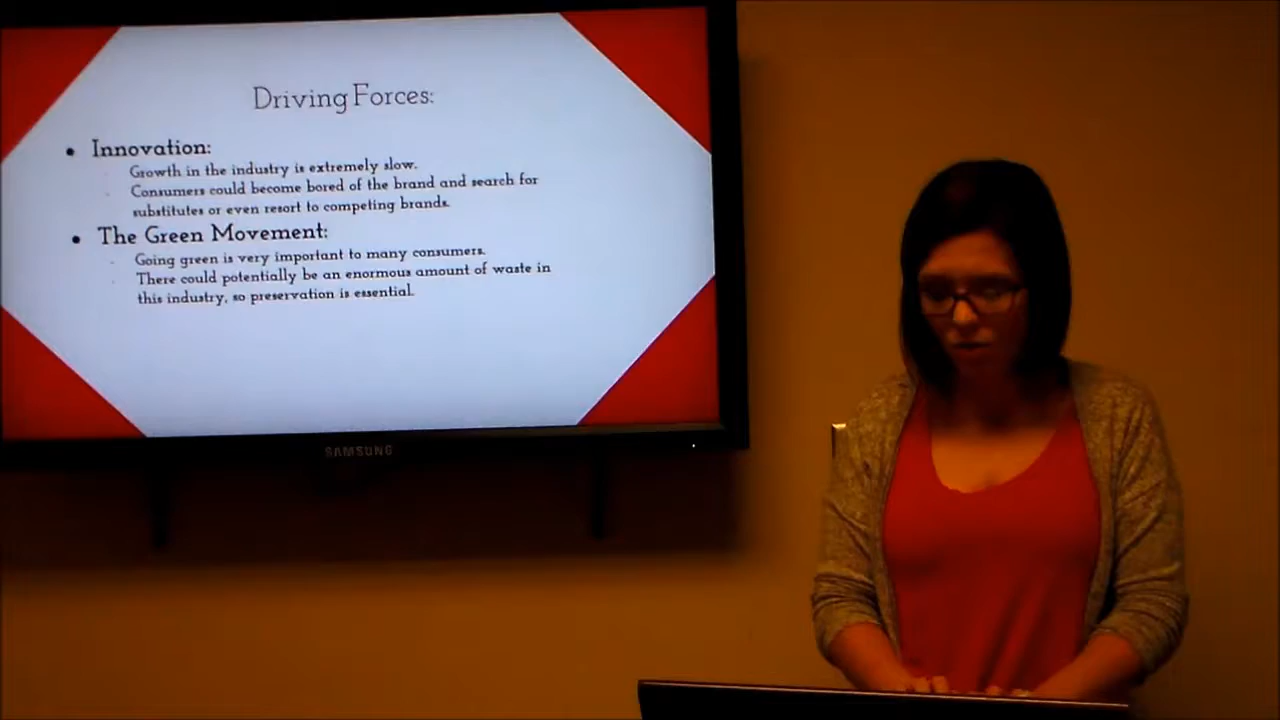 Driving Forces:
• Innovation:
- Growth in the industry is extremely slow.
- Consumers could become bored of the brand and search for
substitutes or even resort to competing brands.
• The Green Movement:
- Going green is very important to many consumers.
- There could potentially be an enormous amount of waste in
this industry, so preservation is essential.
SAMSUNG